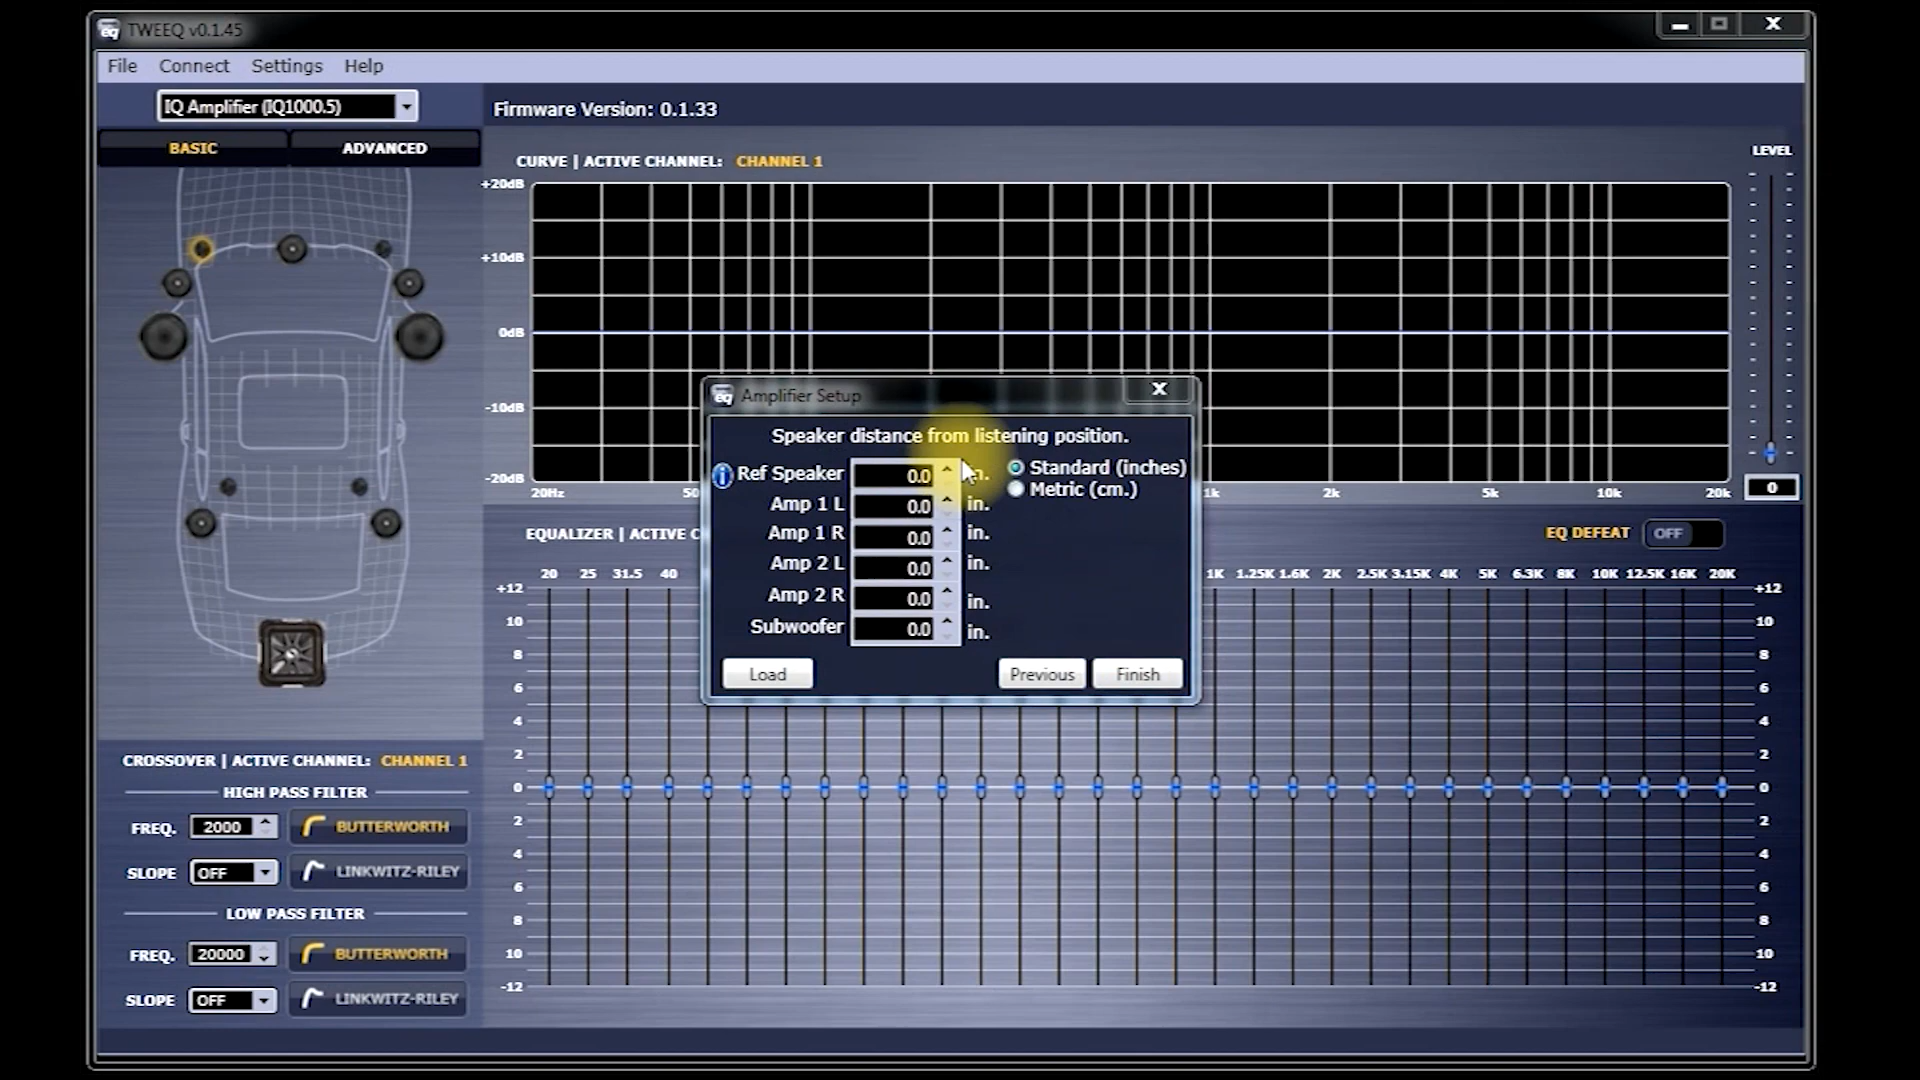 eq TWEEQ v0.1.45
File Connect Settings Help
IQ Amplifier (IQ1000.5)
Firmware Version: 0.1.33
BASIC ADVANCED
CURVE | ACTIVE CHANNEL: CHANNEL 1
LEVEL
+20dB
+10dB
0dB
-10dB
-20dB
20Hz 50 1k 2k 5k 10k 20k
0
eq Amplifier Setup X
Speaker distance from listening position.
i Ref Speaker 0.0 in.
Standard (inches)
Metric (cm.)
Amp 1 L 0.0 in.
Amp 1 R 0.0 in.
Amp 2 L 0.0 in.
Amp 2 R 0.0 in.
Subwoofer 0.0 in.
Load Previous Finish
EQUALIZER | ACTIVE C
EQ DEFEAT OFF
20 25 31.5 40 1K 1.25K 1.6K 2K 2.5K 3.15K 4K 5K 6.3K 8K 10K 12.5K 16K 20K
+12 +12
10 10
8 8
6 6
4 4
2 2
0 0
2 2
4 4
6 6
8 8
10 10
-12 -12
CROSSOVER | ACTIVE CHANNEL: CHANNEL 1
HIGH PASS FILTER
FREQ. 2000 BUTTERWORTH
SLOPE OFF LINKWITZ-RILEY
LOW PASS FILTER
FREQ. 20000 BUTTERWORTH
SLOPE OFF LINKWITZ-RILEY